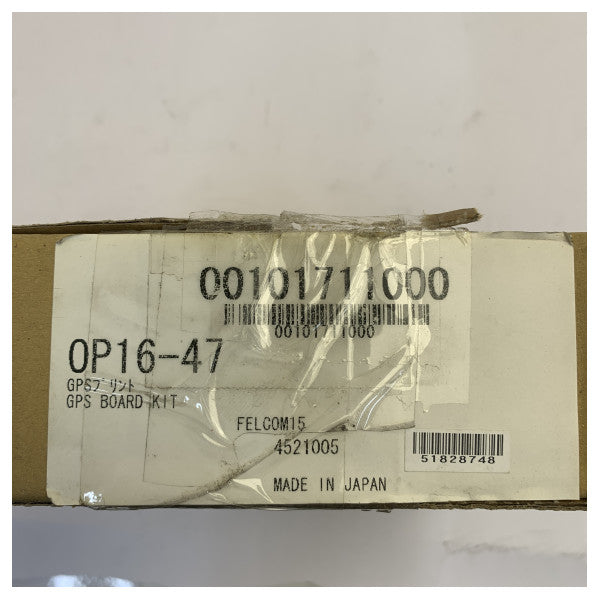 00101711000
00101711000
OP16-47
GPSプリント
GPS BOARD KIT
FELCOM15
4521005
51828748
MADE IN JAPAN